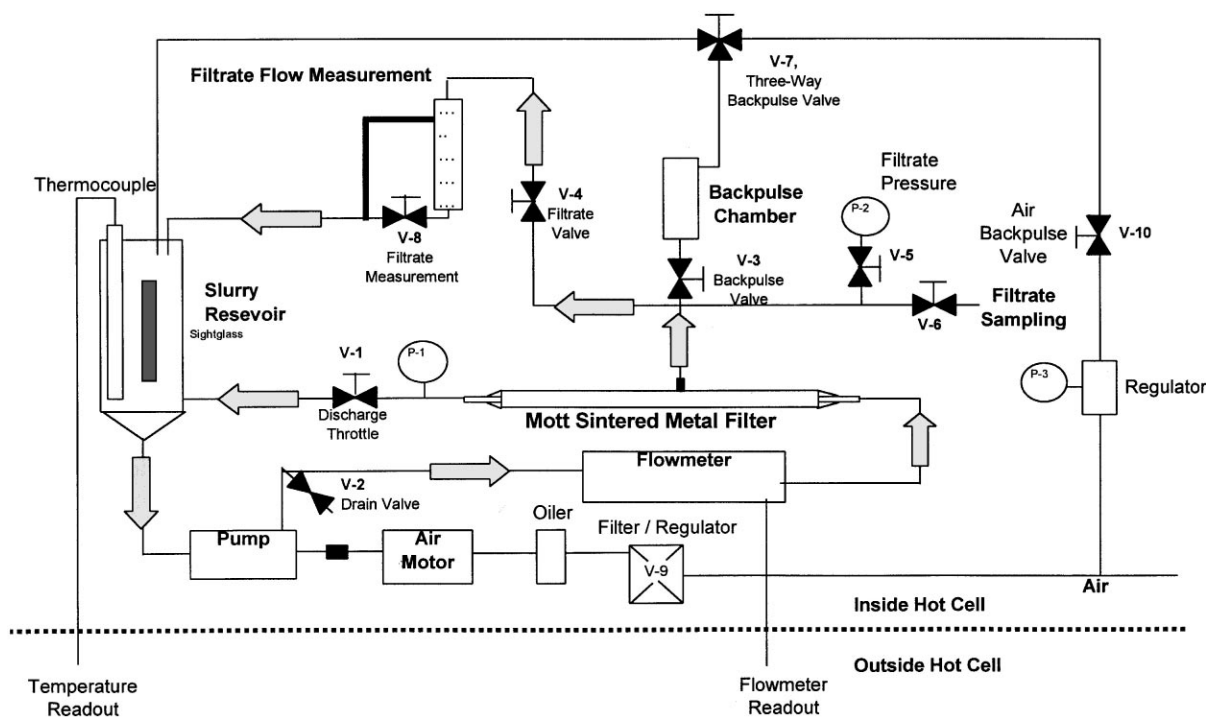 V-7,
Three-Way
Backpulse Valve
Filtrate Flow Measurement
Thermocouple
V-4
Filtrate
Valve
Backpulse
Chamber
Filtrate
Pressure
P-2
Air
Backpulse
Valve
V-10
V-8
Filtrate
Measurement
V-3
Backpulse
Valve
V-5
V-6
Filtrate
Sampling
Slurry
Resevoir
Sightglass
V-1
P-1
Discharge
Throttle
Mott Sintered Metal Filter
P-3
Regulator
V-2
Drain Valve
Flowmeter
Pump
Air
Motor
Oiler
Filter / Regulator
V-9
Air
Inside Hot Cell
Outside Hot Cell
Temperature
Readout
Flowmeter
Readout